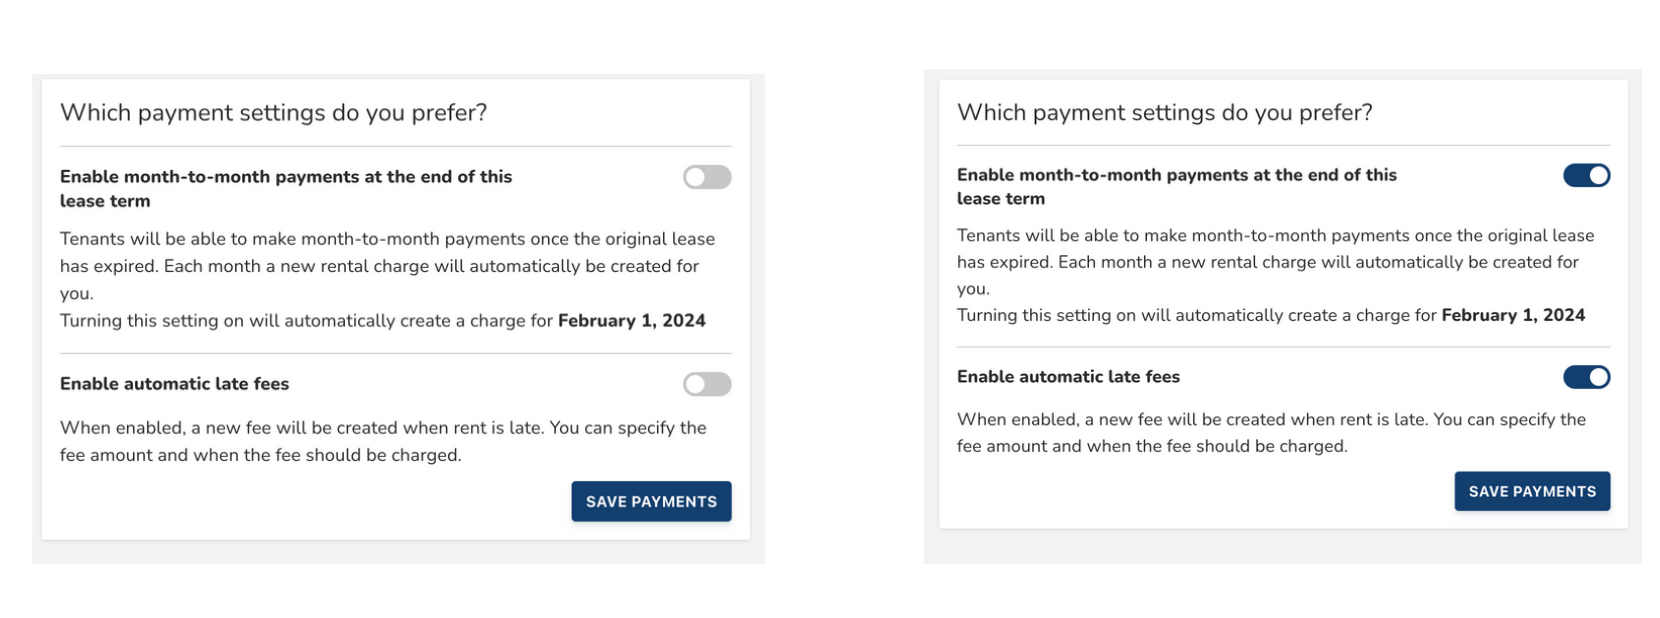 Which payment settings do you prefer?
Enable month-to-month payments at the end of this
lease term
Tenants will be able to make month-to-month payments once the original lease
has expired. Each month a new rental charge will automatically be created for
you.
Turning this setting on will automatically create a charge for February 1, 2024
Enable automatic late fees
When enabled, a new fee will be created when rent is late. You can specify the
fee amount and when the fee should be charged.
SAVE PAYMENTS
Which payment settings do you prefer?
Enable month-to-month payments at the end of this
lease term
Tenants will be able to make month-to-month payments once the original lease
has expired. Each month a new rental charge will automatically be created for
you.
Turning this setting on will automatically create a charge for February 1, 2024
Enable automatic late fees
When enabled, a new fee will be created when rent is late. You can specify the
fee amount and when the fee should be charged.
SAVE PAYMENTS